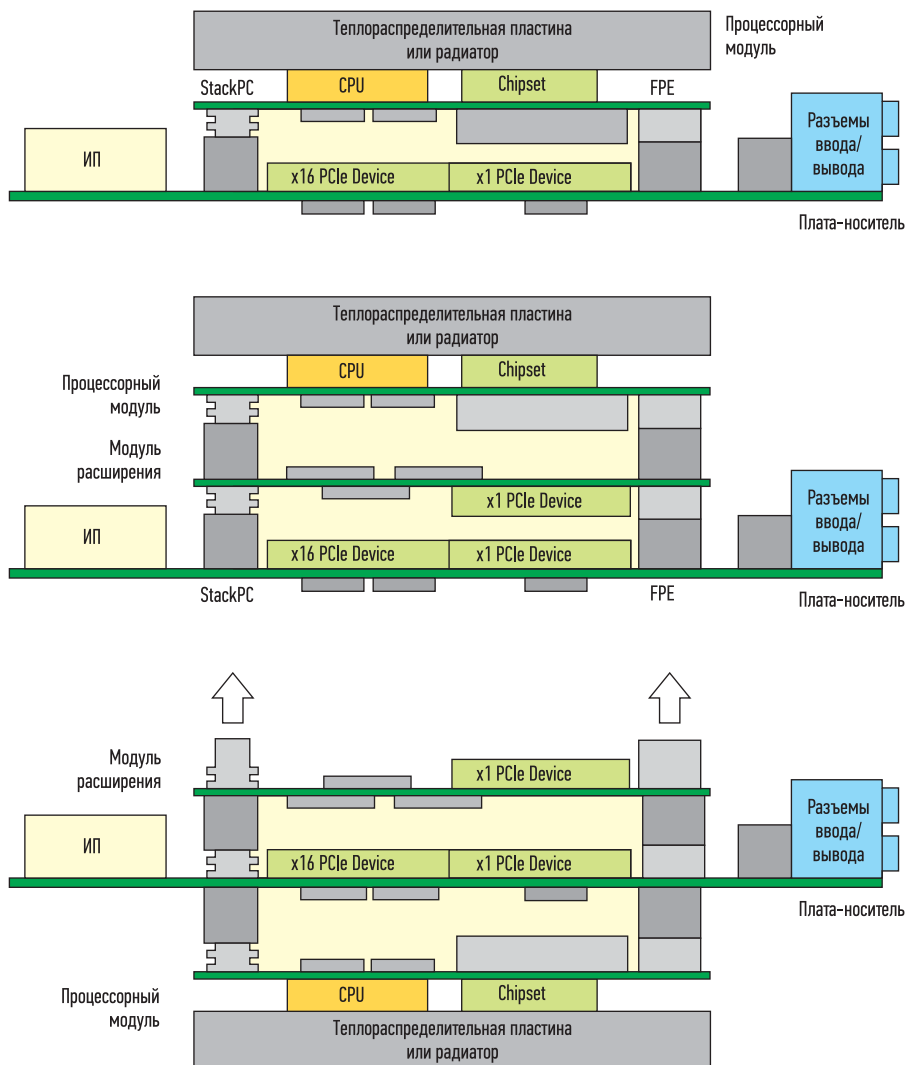 Теплораспределительная пластина
или радиатор
Процессорный
модуль
StackPC
CPU
Chipset
FPE
ИП
x16 PCIe Device
x1 PCIe Device
Разъемы
ввода/
вывода
Плата-носитель
Теплораспределительная пластина
или радиатор
CPU
Chipset
Процессорный
модуль
Модуль
расширения
x1 PCIe Device
ИП
x16 PCIe Device
x1 PCIe Device
Разъемы
ввода/
вывода
StackPC
FPE
Плата-носитель
Модуль
расширения
x1 PCIe Device
ИП
x16 PCIe Device
x1 PCIe Device
Разъемы
ввода/
вывода
Плата-носитель
Процессорный
модуль
CPU
Chipset
Теплораспределительная пластина
или радиатор